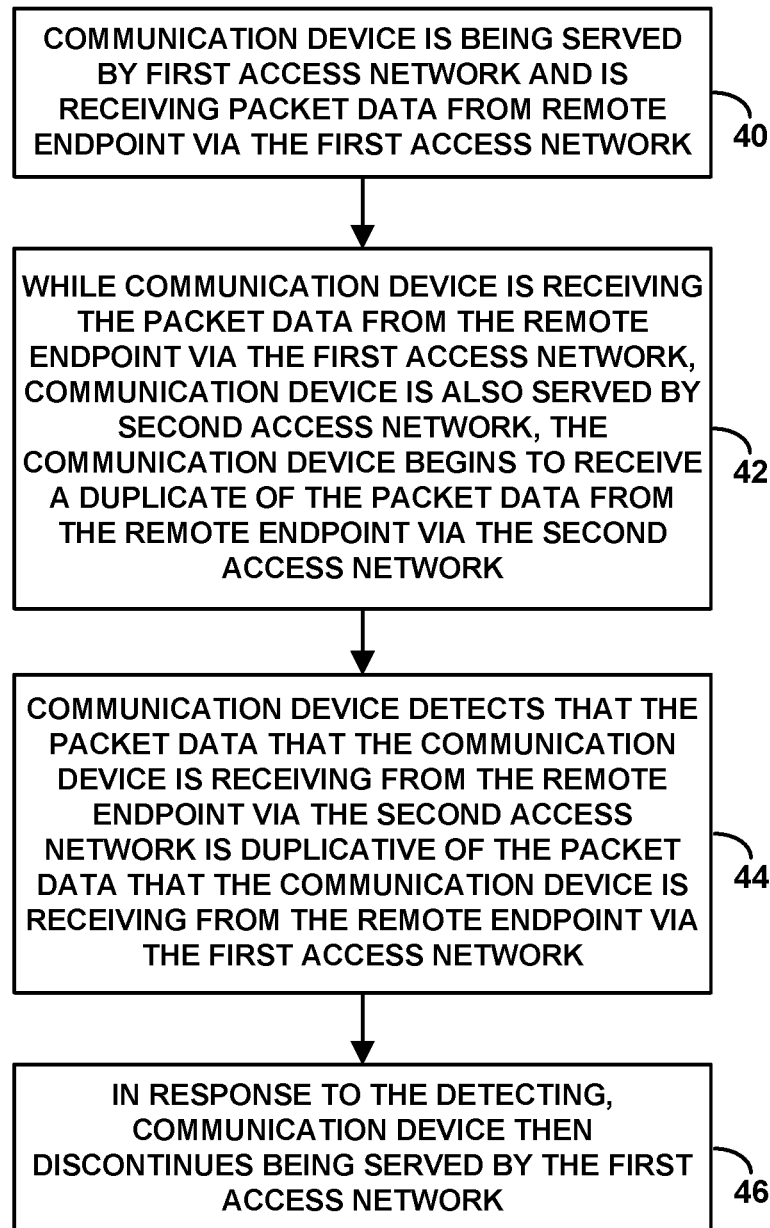 COMMUNICATION DEVICE IS BEING SERVED
BY FIRST ACCESS NETWORK AND IS
RECEIVING PACKET DATA FROM REMOTE
ENDPOINT VIA THE FIRST ACCESS NETWORK
40
WHILE COMMUNICATION DEVICE IS RECEIVING
THE PACKET DATA FROM THE REMOTE
ENDPOINT VIA THE FIRST ACCESS NETWORK,
COMMUNICATION DEVICE IS ALSO SERVED BY
SECOND ACCESS NETWORK, THE
COMMUNICATION DEVICE BEGINS TO RECEIVE
A DUPLICATE OF THE PACKET DATA FROM
THE REMOTE ENDPOINT VIA THE SECOND
ACCESS NETWORK
42
COMMUNICATION DEVICE DETECTS THAT THE
PACKET DATA THAT THE COMMUNICATION
DEVICE IS RECEIVING FROM THE REMOTE
ENDPOINT VIA THE SECOND ACCESS
NETWORK IS DUPLICATIVE OF THE PACKET
DATA THAT THE COMMUNICATION DEVICE IS
RECEIVING FROM THE REMOTE ENDPOINT VIA
THE FIRST ACCESS NETWORK
44
IN RESPONSE TO THE DETECTING,
COMMUNICATION DEVICE THEN
DISCONTINUES BEING SERVED BY THE FIRST
ACCESS NETWORK
46